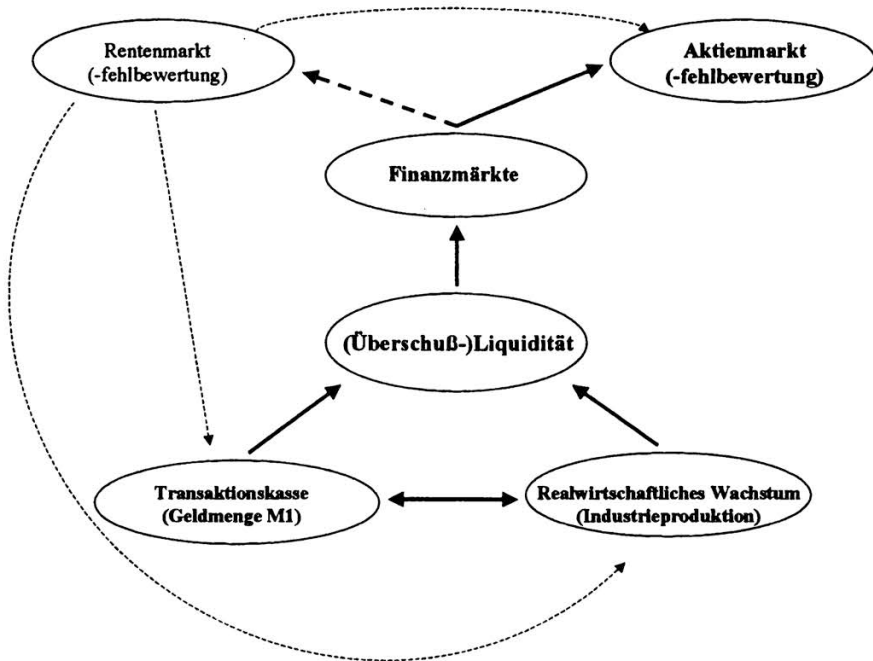 Rentenmarkt
(-fehlbewertung)
Aktienmarkt
(-fehlbewertung)
Finanzmärkte
(Überschuß-)Liquidität
Transaktionskasse
(Geldmenge M1)
Realwirtschaftliches Wachstum
(Industrieproduktion)